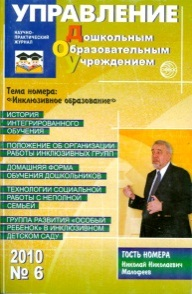 УПРАВЛЕНИЕ
НАУЧНО-
ПРАКТИЧЕСКИЙ
ЖУРНАЛ
Дошкольным
Образовательным
Учреждением
Тема номера:
«Инклюзивное образование»
ИСТОРИЯ
ИНТЕГРИРОВАННОГО
ОБУЧЕНИЯ
ПОЛОЖЕНИЕ ОБ ОРГАНИЗАЦИИ
РАБОТЫ ИНКЛЮЗИВНЫХ ГРУПП
ДОМАШНЯЯ ФОРМА
ОБУЧЕНИЯ ДОШКОЛЬНИКОВ
ТЕХНОЛОГИИ СОЦИАЛЬНОЙ
РАБОТЫ С НЕПОЛНОЙ
СЕМЬЕЙ
ГРУППА РАЗВИТИЯ «ОСОБЫЙ
РЕБЕНОК» В ИНКЛЮЗИВНОМ
ДЕТСКОМ САДУ
2010
№ 6
ГОСТЬ НОМЕРА
Николай Николаевич
Малофеев